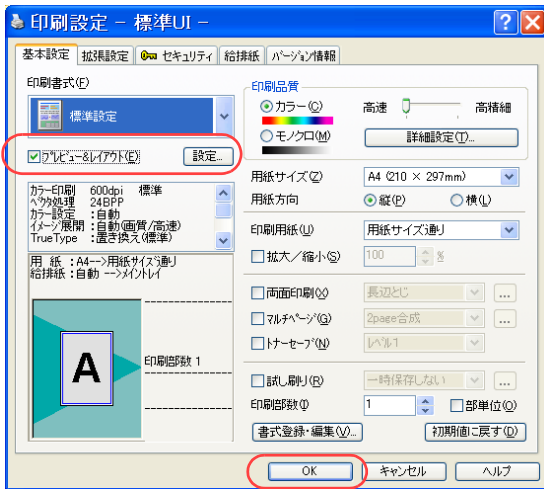 印刷設定 － 標準UI －
基本設定 拡張設定 セキュリティ 給排紙 バージョン情報
印刷書式(F)
標準設定
プレビュー&レイアウト(E) 設定...
カラー印刷 600dpi 標準
ベクタ処理 24BPP
カラー設定 :自動
イメージ展開 :自動(画質/高速)
TrueType :置き換え(標準)
用 紙 :A4-->用紙サイズ通り
給排紙 :自動 -->メイントレイ
A
印刷部数 1
印刷品質
カラー(C) 高速 高精細
モノクロ(M) 詳細設定(T)...
用紙サイズ(Z) A4 (210 × 297mm)
用紙方向 縦(P) 横(L)
印刷用紙(U) 用紙サイズ通り
拡大/縮小(S) 100 %
両面印刷(X) 長辺とじ ...
マルチページ(G) 2page合成 ...
トナーセーブ(N) レベル1
試し刷り(R) 一時保存しない ...
印刷部数(I) 1 部単位(O)
書式登録・編集(V)... 初期値に戻す(D)
OK キャンセル ヘルプ